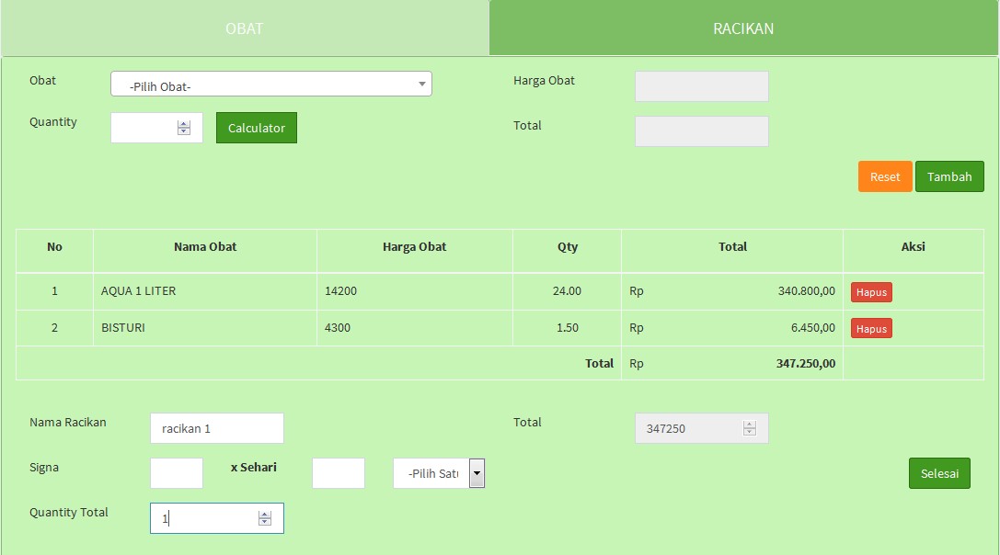 OBAT RACIKAN
Obat -Pilih Obat- Harga Obat
Quantity Calculator Total
Reset Tambah
No Nama Obat Harga Obat Qty Total Aksi
1 AQUA 1 LITER 14200 24.00 Rp 340.800,00 Hapus
2 BISTURI 4300 1.50 Rp 6.450,00 Hapus
Total Rp 347.250,00
Nama Racikan racikan 1 Total 347250
Signa x Sehari -Pilih Satu Selesai
Quantity Total 1